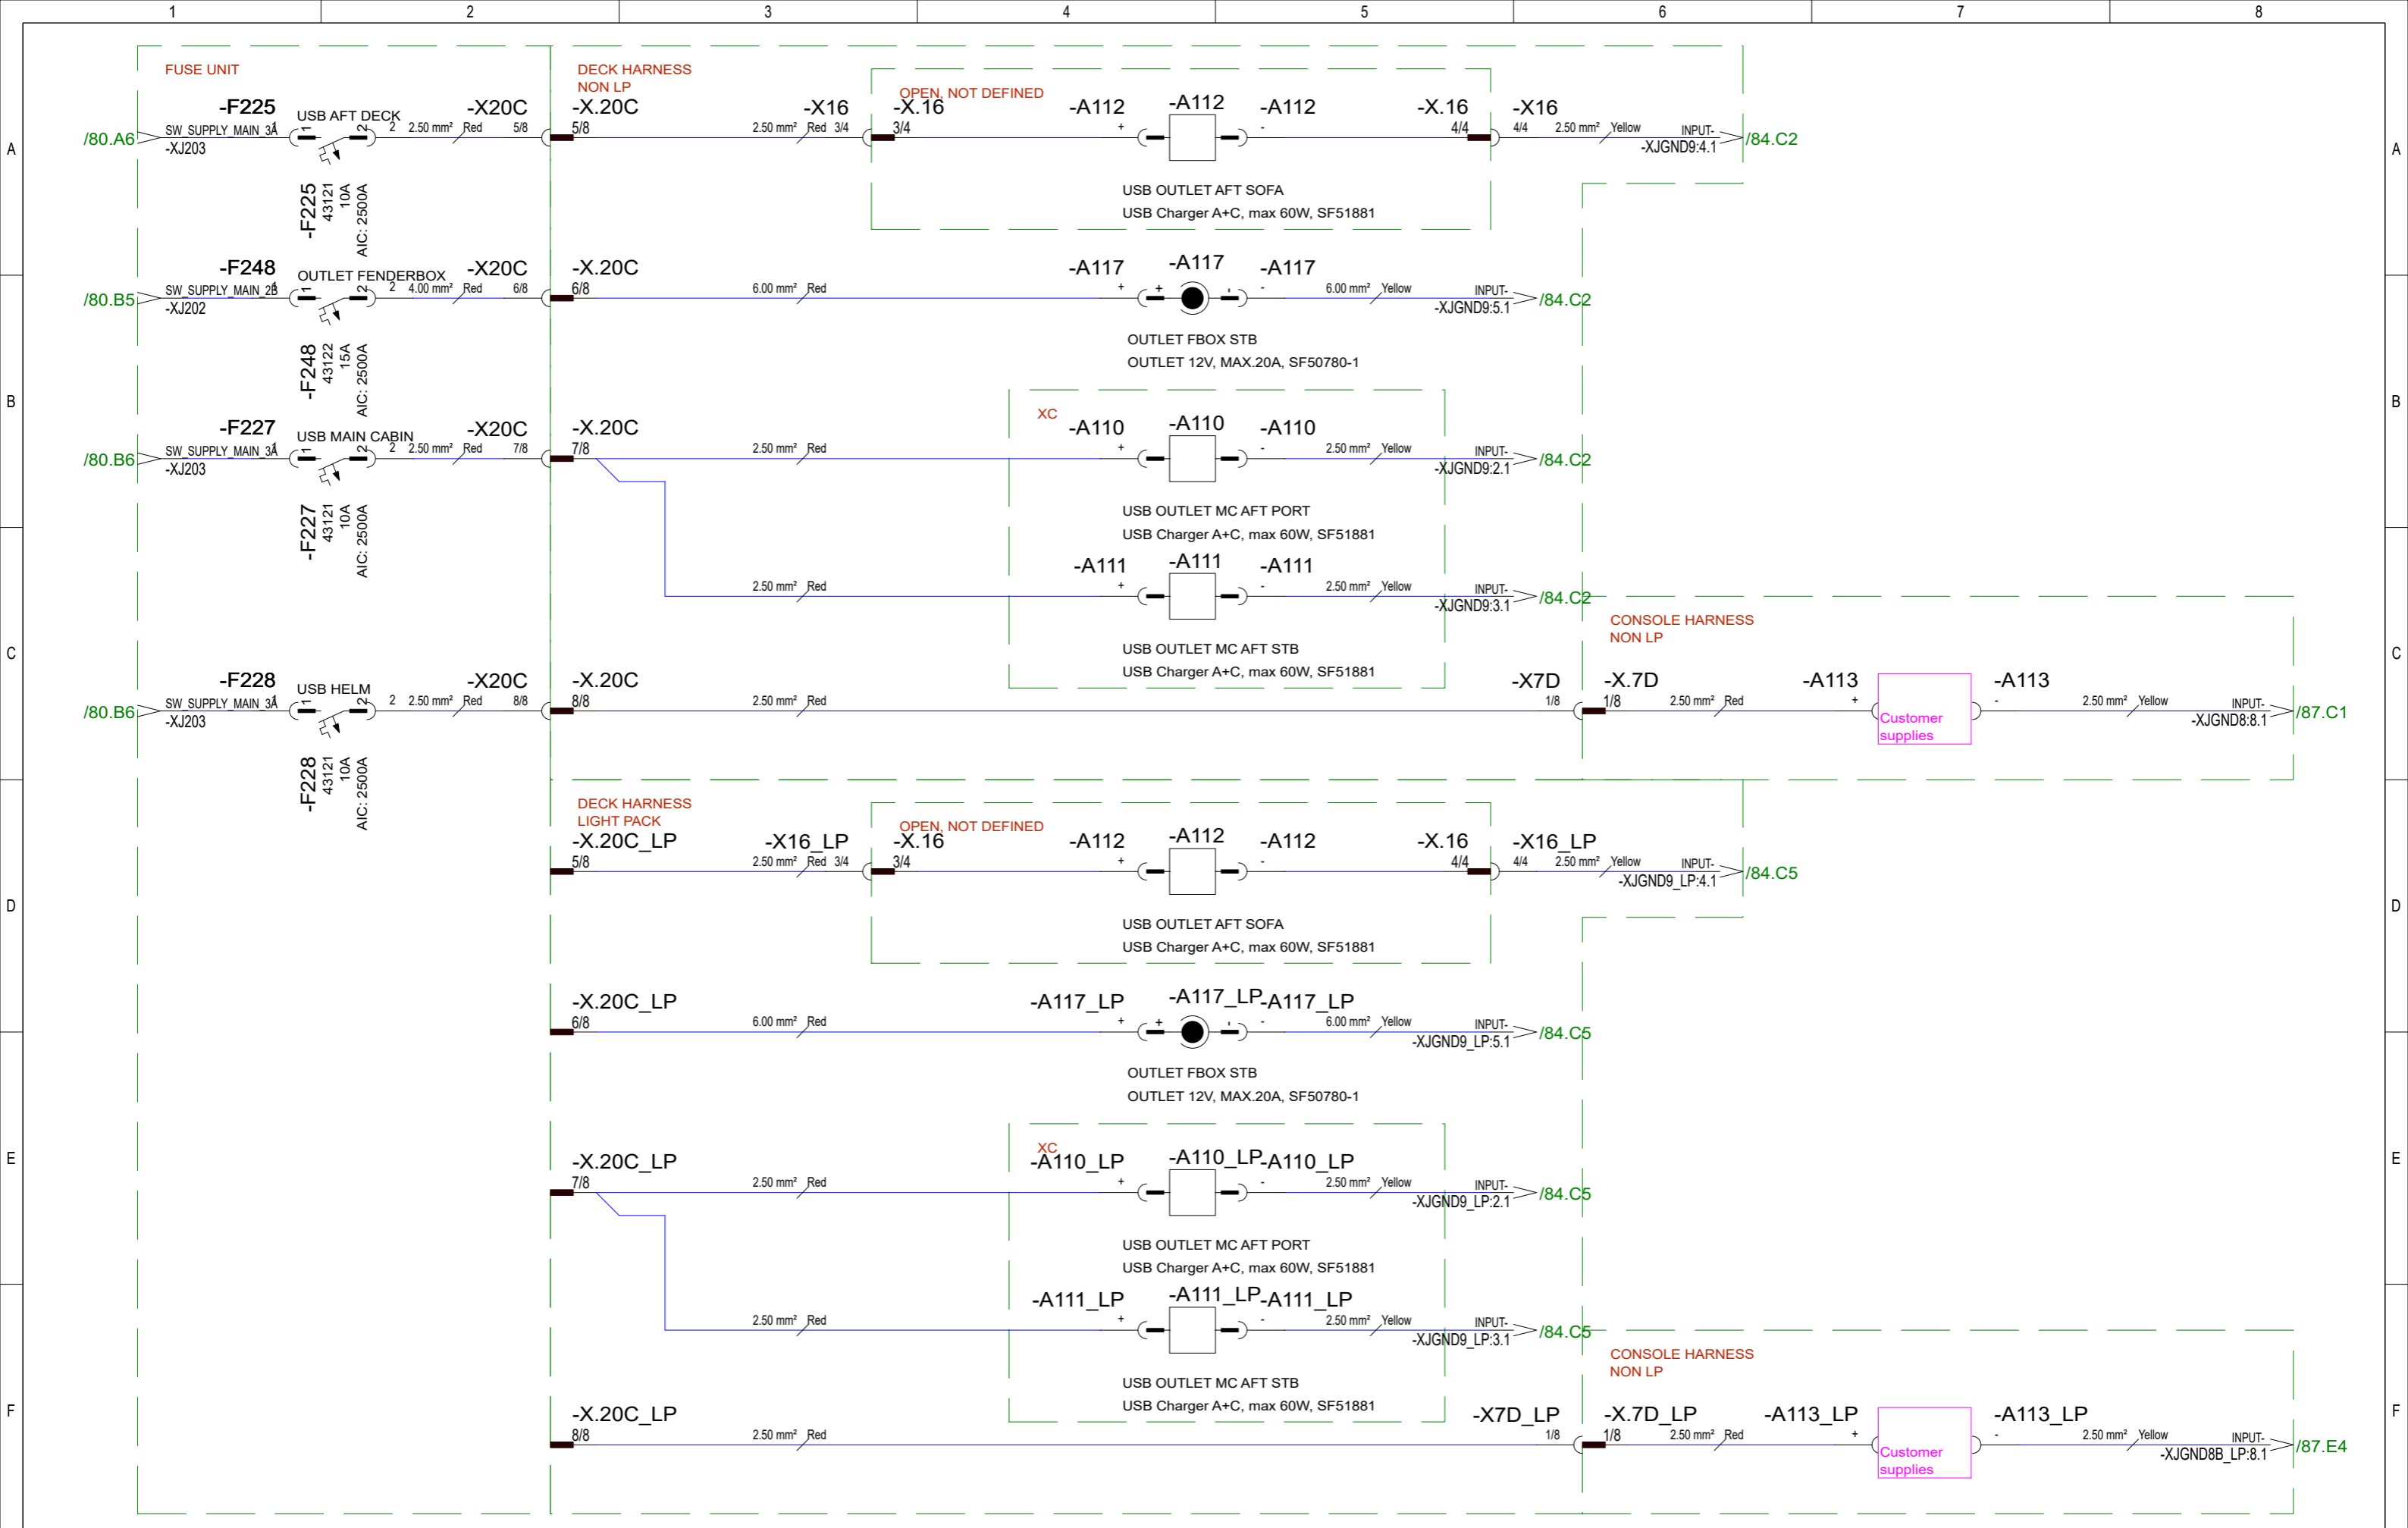 1 2 3 4 5 6 7 8
FUSE UNIT
DECK HARNESS
NON LP
OPEN, NOT DEFINED
A A
/80.A6 SW_SUPPLY_MAIN_3A -XJ203 -F225 1 USB AFT DECK 1 2 2 2.50 mm² Red -X20C 5/8 -X.20C 5/8 2.50 mm² Red -X16 3/4 -X.16 3/4 -A112 + -A112 -A112 - -X.16 4/4 -X16 4/4 2.50 mm² Yellow INPUT- -XJGND9:4.1 /84.C2
-F225
43121
10A
AIC: 2500A
USB OUTLET AFT SOFA
USB Charger A+C, max 60W, SF51881
/80.B5 SW_SUPPLY_MAIN_2B -XJ202 -F248 1 OUTLET FENDERBOX 1 2 2 4.00 mm² Red -X20C 6/8 -X.20C 6/8 6.00 mm² Red -A117 + + -A117 - -A117 - 6.00 mm² Yellow INPUT- -XJGND9:5.1 /84.C2
-F248
43122
15A
AIC: 2500A
OUTLET FBOX STB
OUTLET 12V, MAX.20A, SF50780-1
B B
XC
/80.B6 SW_SUPPLY_MAIN_3A -XJ203 -F227 1 USB MAIN CABIN 1 2 2 2.50 mm² Red -X20C 7/8 -X.20C 7/8 2.50 mm² Red -A110 + -A110 -A110 - 2.50 mm² Yellow INPUT- -XJGND9:2.1 /84.C2
-F227
43121
10A
AIC: 2500A
USB OUTLET MC AFT PORT
USB Charger A+C, max 60W, SF51881
2.50 mm² Red -A111 + -A111 -A111 - 2.50 mm² Yellow INPUT- -XJGND9:3.1 /84.C2
USB OUTLET MC AFT STB
USB Charger A+C, max 60W, SF51881
CONSOLE HARNESS
NON LP
C C
/80.B6 SW_SUPPLY_MAIN_3A -XJ203 -F228 1 USB HELM 1 2 2 2.50 mm² Red -X20C 8/8 -X.20C 8/8 2.50 mm² Red -X7D 1/8 -X.7D 1/8 2.50 mm² Red -A113 + Customer supplies -A113 - 2.50 mm² Yellow INPUT- -XJGND8:8.1 /87.C1
-F228
43121
10A
AIC: 2500A
DECK HARNESS
LIGHT PACK
OPEN, NOT DEFINED
-X.20C_LP 5/8 2.50 mm² Red -X16_LP 3/4 -X.16 3/4 -A112 + -A112 -A112 - -X.16 4/4 -X16_LP 4/4 2.50 mm² Yellow INPUT- -XJGND9_LP:4.1 /84.C5
D D
USB OUTLET AFT SOFA
USB Charger A+C, max 60W, SF51881
-X.20C_LP 6/8 6.00 mm² Red -A117_LP + + -A117_LP - -A117_LP - 6.00 mm² Yellow INPUT- -XJGND9_LP:5.1 /84.C5
OUTLET FBOX STB
OUTLET 12V, MAX.20A, SF50780-1
E E
XC
-X.20C_LP 7/8 2.50 mm² Red -A110_LP + -A110_LP -A110_LP - 2.50 mm² Yellow INPUT- -XJGND9_LP:2.1 /84.C5
USB OUTLET MC AFT PORT
USB Charger A+C, max 60W, SF51881
2.50 mm² Red -A111_LP + -A111_LP -A111_LP - 2.50 mm² Yellow INPUT- -XJGND9_LP:3.1 /84.C5
USB OUTLET MC AFT STB
USB Charger A+C, max 60W, SF51881
CONSOLE HARNESS
NON LP
F F
-X.20C_LP 8/8 2.50 mm² Red -X7D_LP 1/8 -X.7D_LP 1/8 2.50 mm² Red -A113_LP + Customer supplies -A113_LP - 2.50 mm² Yellow INPUT- -XJGND8B_LP:8.1 /87.E4